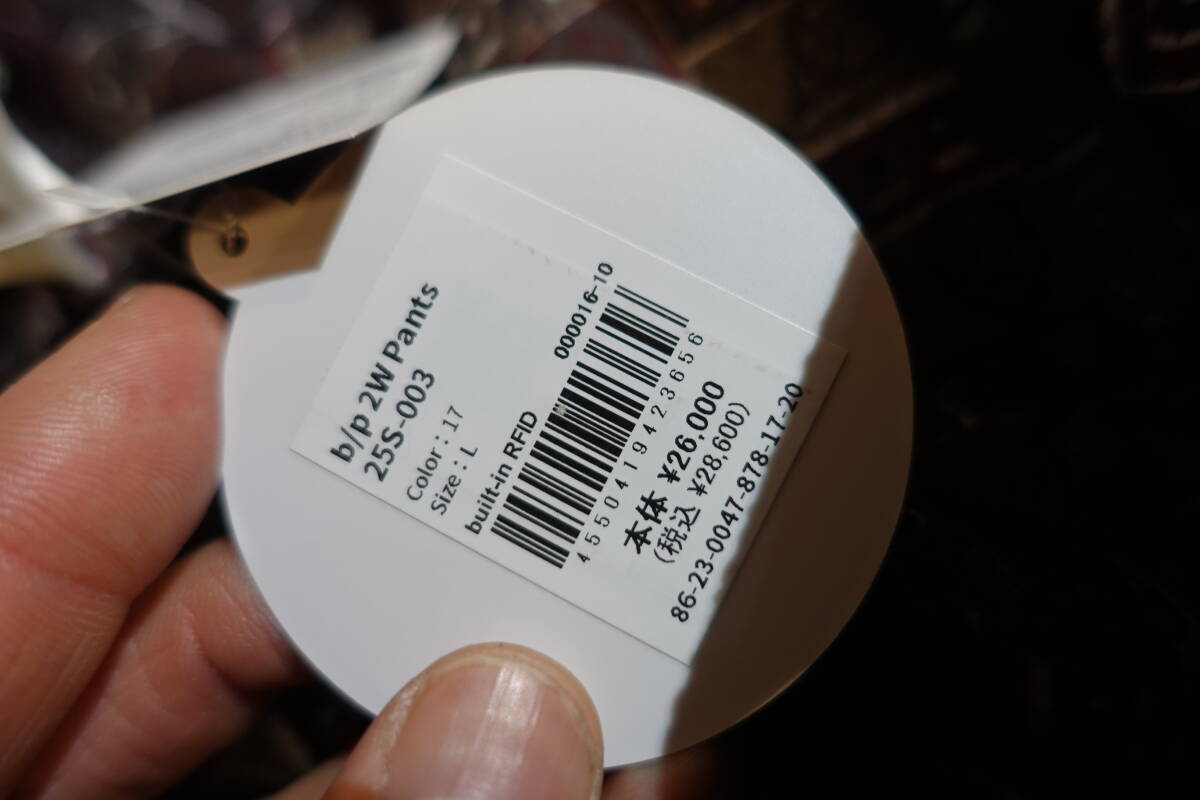 b/p 2W Pants
25S-003
Color : 17
Size : L
built-in RFID
000016-10
4550419423656
本体 ¥26,000
(税込 ¥28,600)
86-23-0047-878-17-20